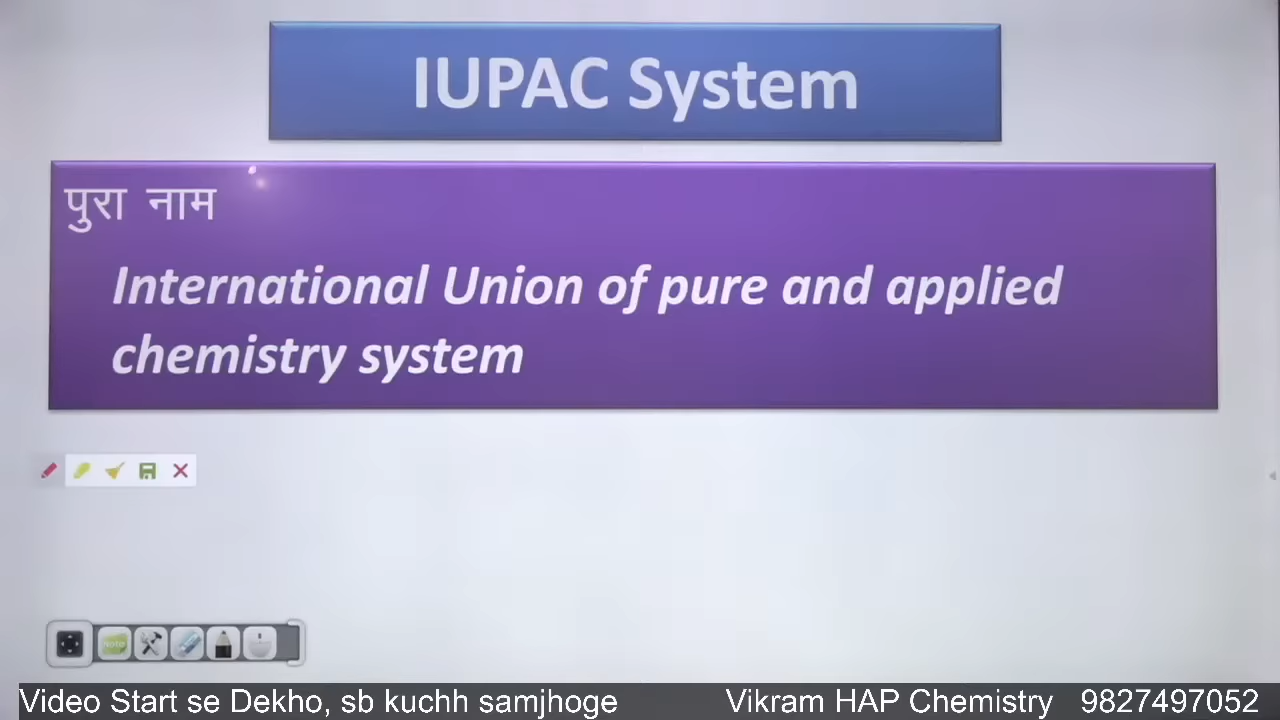 IUPAC System
पुरा नाम
International Union of pure and applied
chemistry system
Video Start se Dekho, sb kuchh samjhoge Vikram HAP Chemistry 9827497052